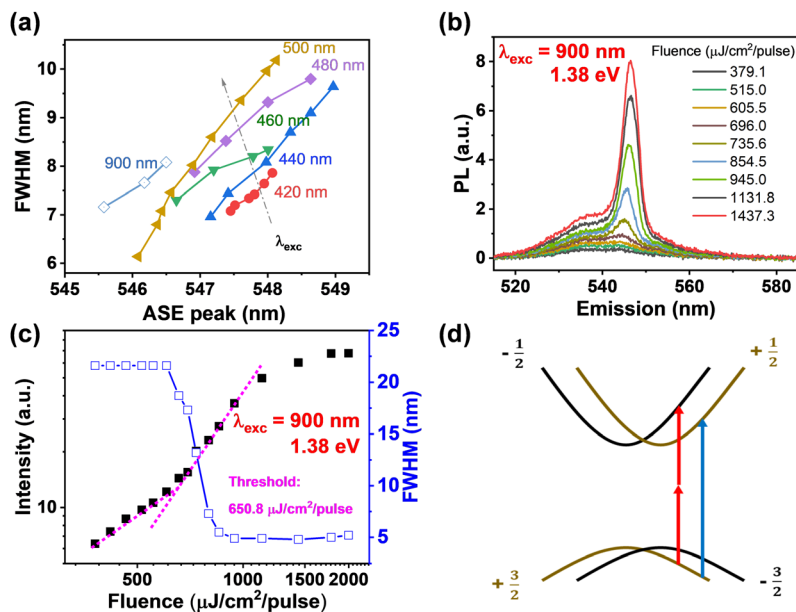 (a)
10
9
8
7
6
FWHM (nm)
500 nm
480 nm
460 nm
440 nm
420 nm
900 nm
λexc
545 546 547 548 549
ASE peak (nm)
(b)
8
6
4
2
0
PL (a.u.)
λexc = 900 nm
1.38 eV
Fluence (μJ/cm²/pulse)
379.1
515.0
605.5
696.0
735.6
854.5
945.0
1131.8
1437.3
520 540 560 580
Emission (nm)
(c)
Intensity (a.u.)
10
25
20
15
10
5
0
FWHM (nm)
λexc = 900 nm
1.38 eV
Threshold:
650.8 μJ/cm²/pulse
500 1000 1500 2000
Fluence (μJ/cm²/pulse)
(d)
- 1/2
+ 1/2
+ 3/2
- 3/2